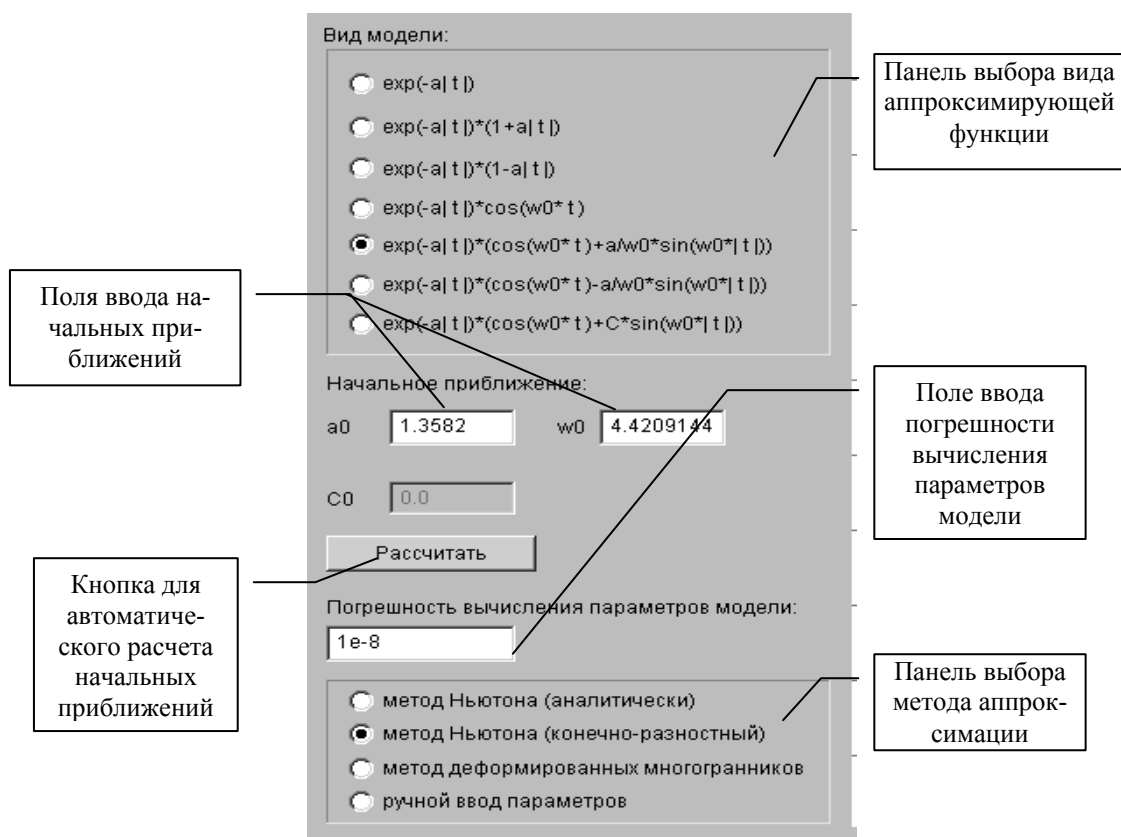 Вид модели:
exp(-a| t |)
exp(-a| t |)*(1+a| t |)
exp(-a| t |)*(1-a| t |)
exp(-a| t |)*cos(w0* t )
exp(-a| t |)*(cos(w0* t )+a/w0*sin(w0*| t |))
exp(-a| t |)*(cos(w0* t )-a/w0*sin(w0*| t |))
exp(-a| t |)*(cos(w0* t )+C*sin(w0*| t |))
Панель выбора вида
аппроксимирующей
функции
Поля ввода на-
чальных при-
ближений
Начальное приближение:
a0 1.3582 w0 4.4209144
C0 0.0
Рассчитать
Поле ввода
погрешности
вычисления
параметров
модели
Кнопка для
автоматиче-
ского расчета
начальных
приближений
Погрешность вычисления параметров модели:
1e-8
метод Ньютона (аналитически)
метод Ньютона (конечно-разностный)
метод деформированных многогранников
ручной ввод параметров
Панель выбора
метода аппрок-
симации